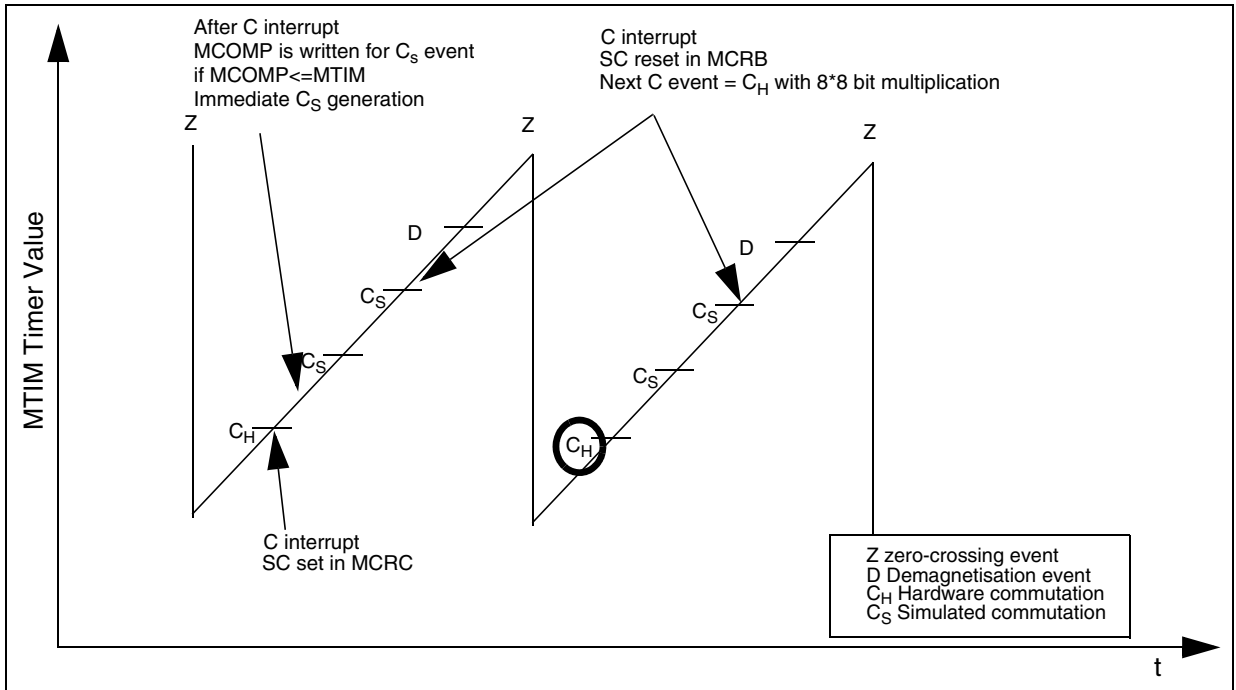 After C interrupt
MCOMP is written for Cs event
if MCOMP<=MTIM
Immediate CS generation
C interrupt
SC reset in MCRB
Next C event = CH with 8*8 bit multiplication
Z
Z
Z
D
D
CS
CS
CS
CS
CH
CH
MTIM Timer Value
C interrupt
SC set in MCRC
Z zero-crossing event
D Demagnetisation event
CH Hardware commutation
CS Simulated commutation
t